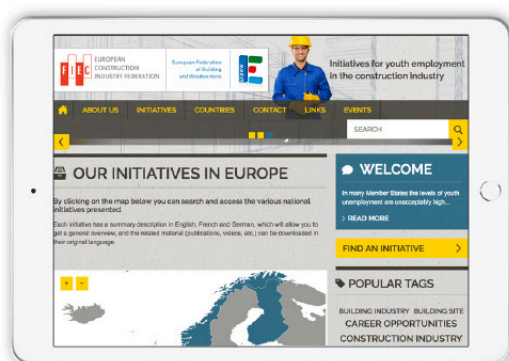 FIEC
EUROPEAN
CONSTRUCTION
INDUSTRY FEDERATION
European Federation
of Building
and Woodworkers
EFBWW
Initiatives for youth employment
in the construction industry
ABOUT US INITIATIVES COUNTRIES CONTACT LINKS EVENTS
SEARCH
OUR INITIATIVES IN EUROPE
By clicking on the map below you can search and access the various national
initiatives presented.
Each initiative has a summary description in English, French and German, which will allow you to
get a general overview, and the related material (publications, videos, etc.) can be downloaded in
their original language.
WELCOME
In many Member States the levels of youth
unemployment are unacceptably high...
> READ MORE
FIND AN INITIATIVE >
POPULAR TAGS
BUILDING INDUSTRY BUILDING SITE
CAREER OPPORTUNITIES
CONSTRUCTION INDUSTRY